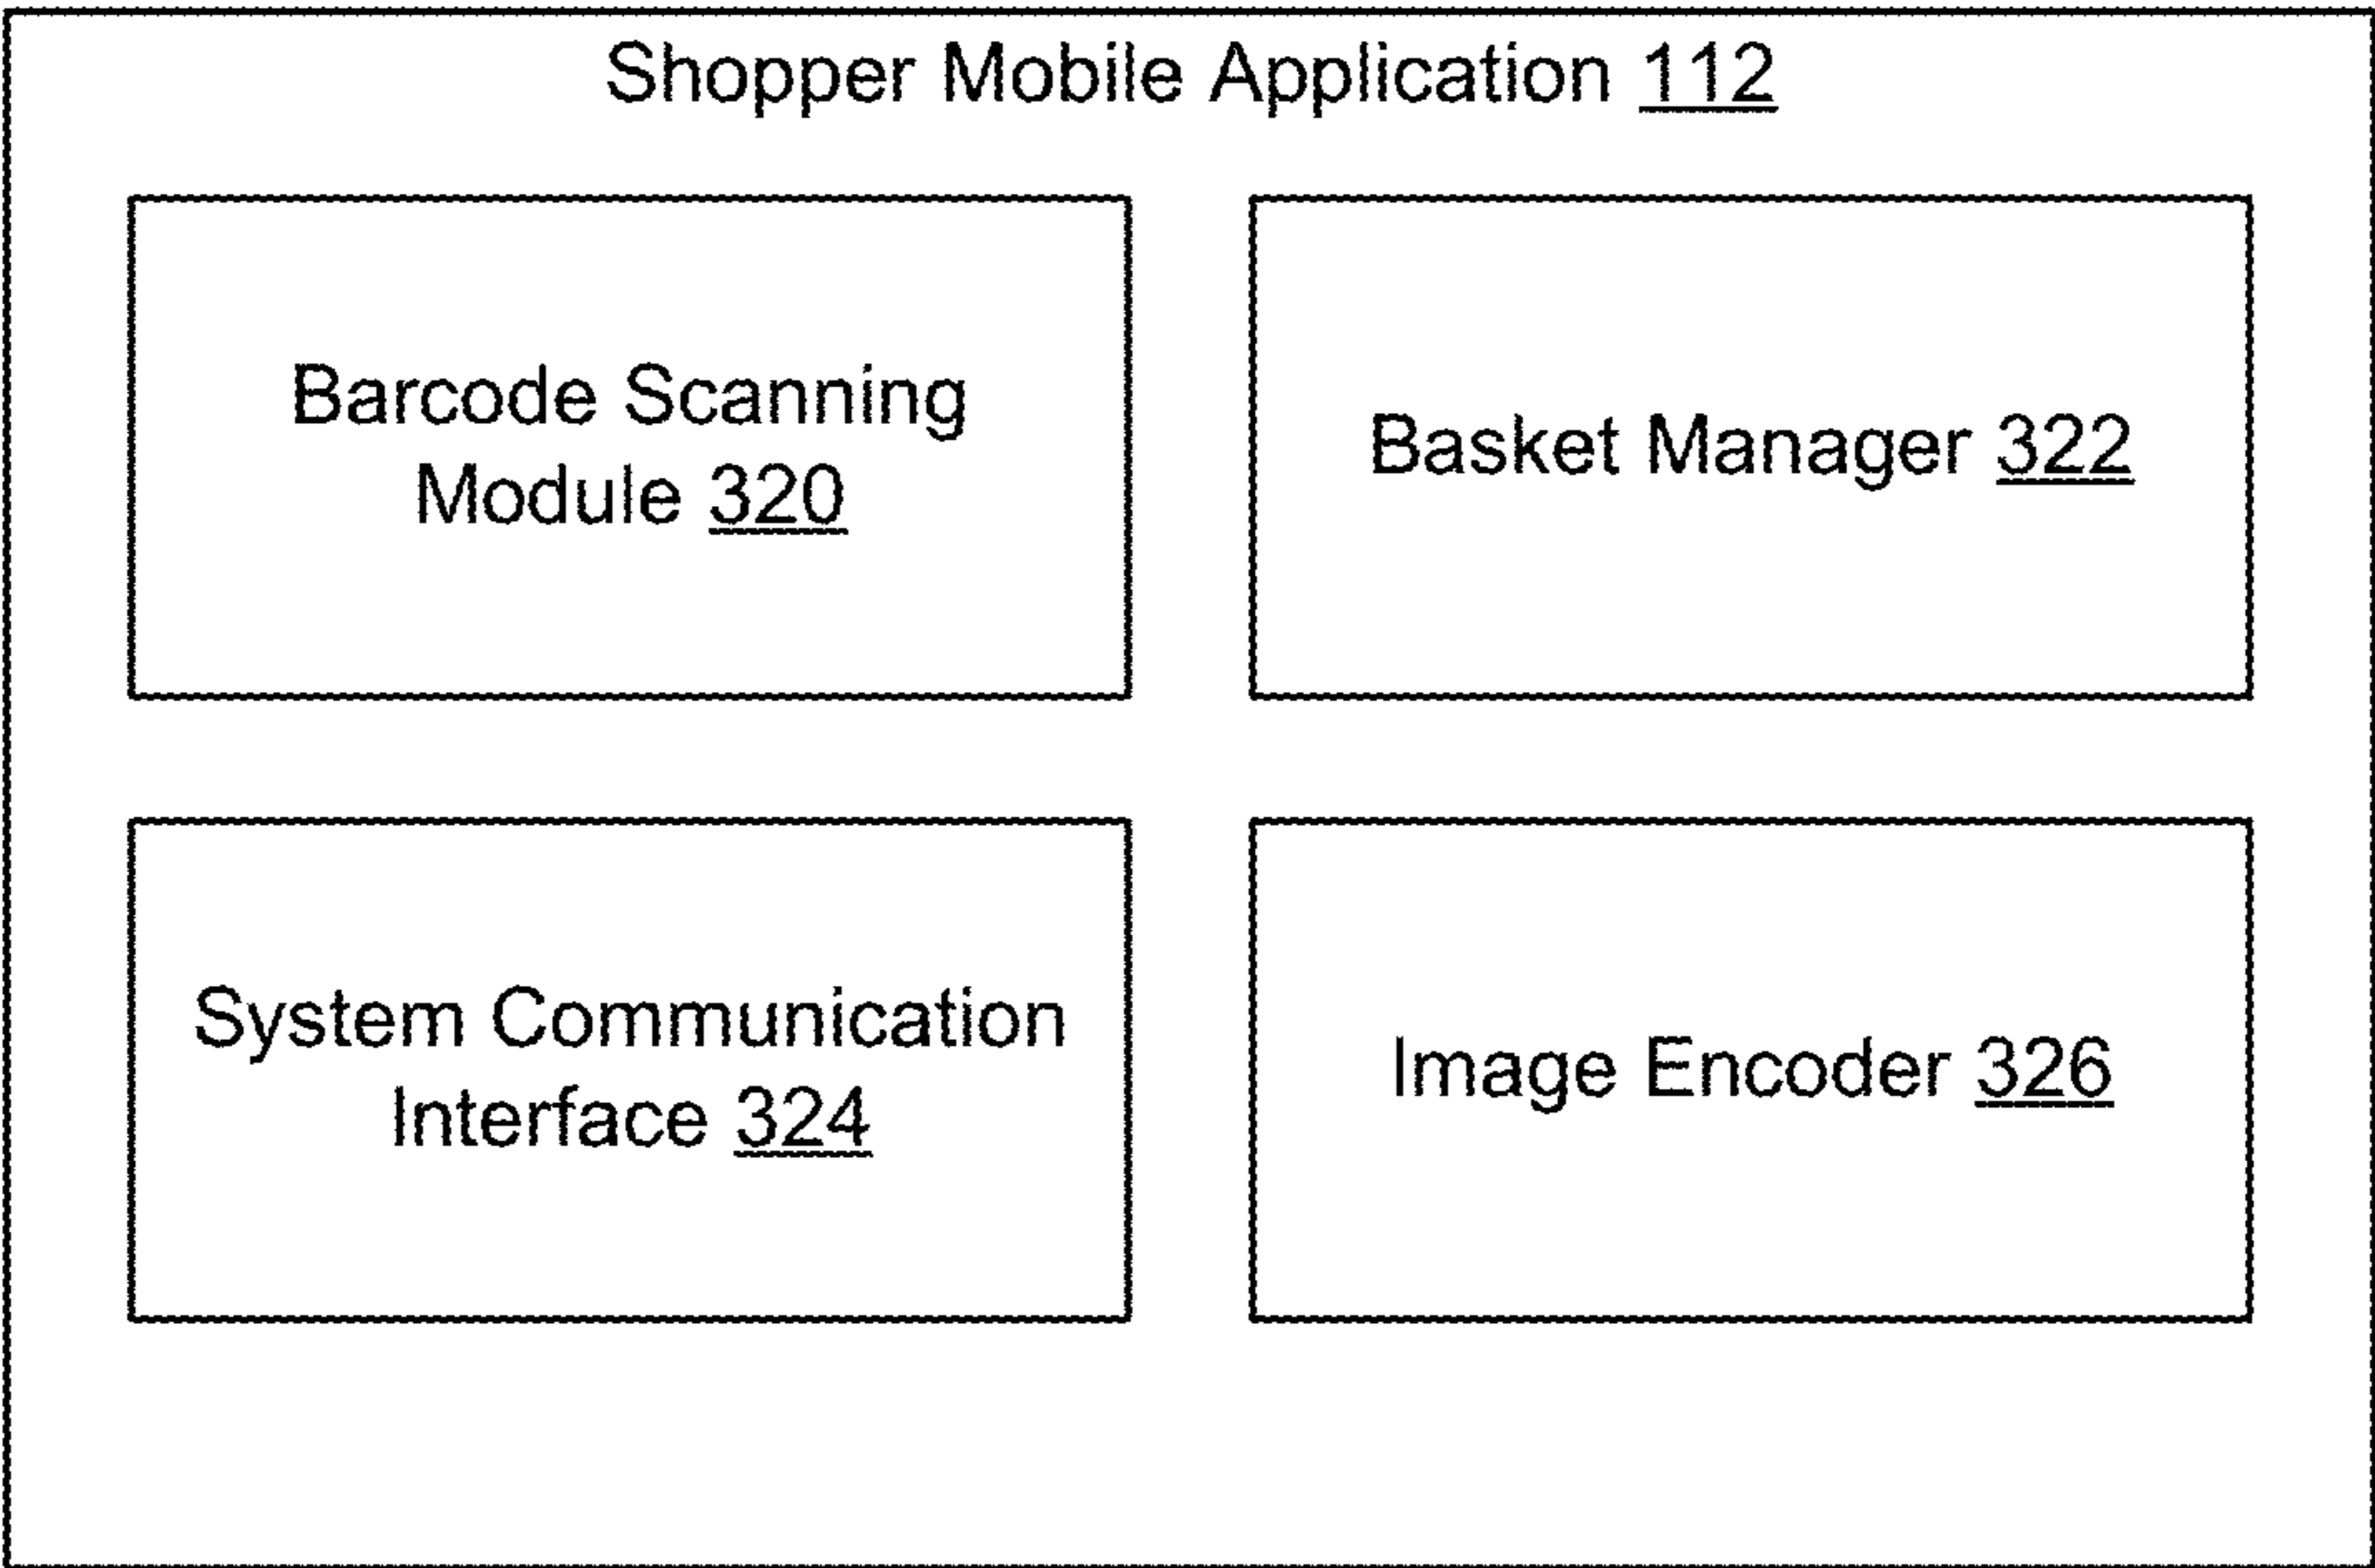 Shopper Mobile Application 112
Barcode Scanning
Module 320
Basket Manager 322
System Communication
Interface 324
Image Encoder 326